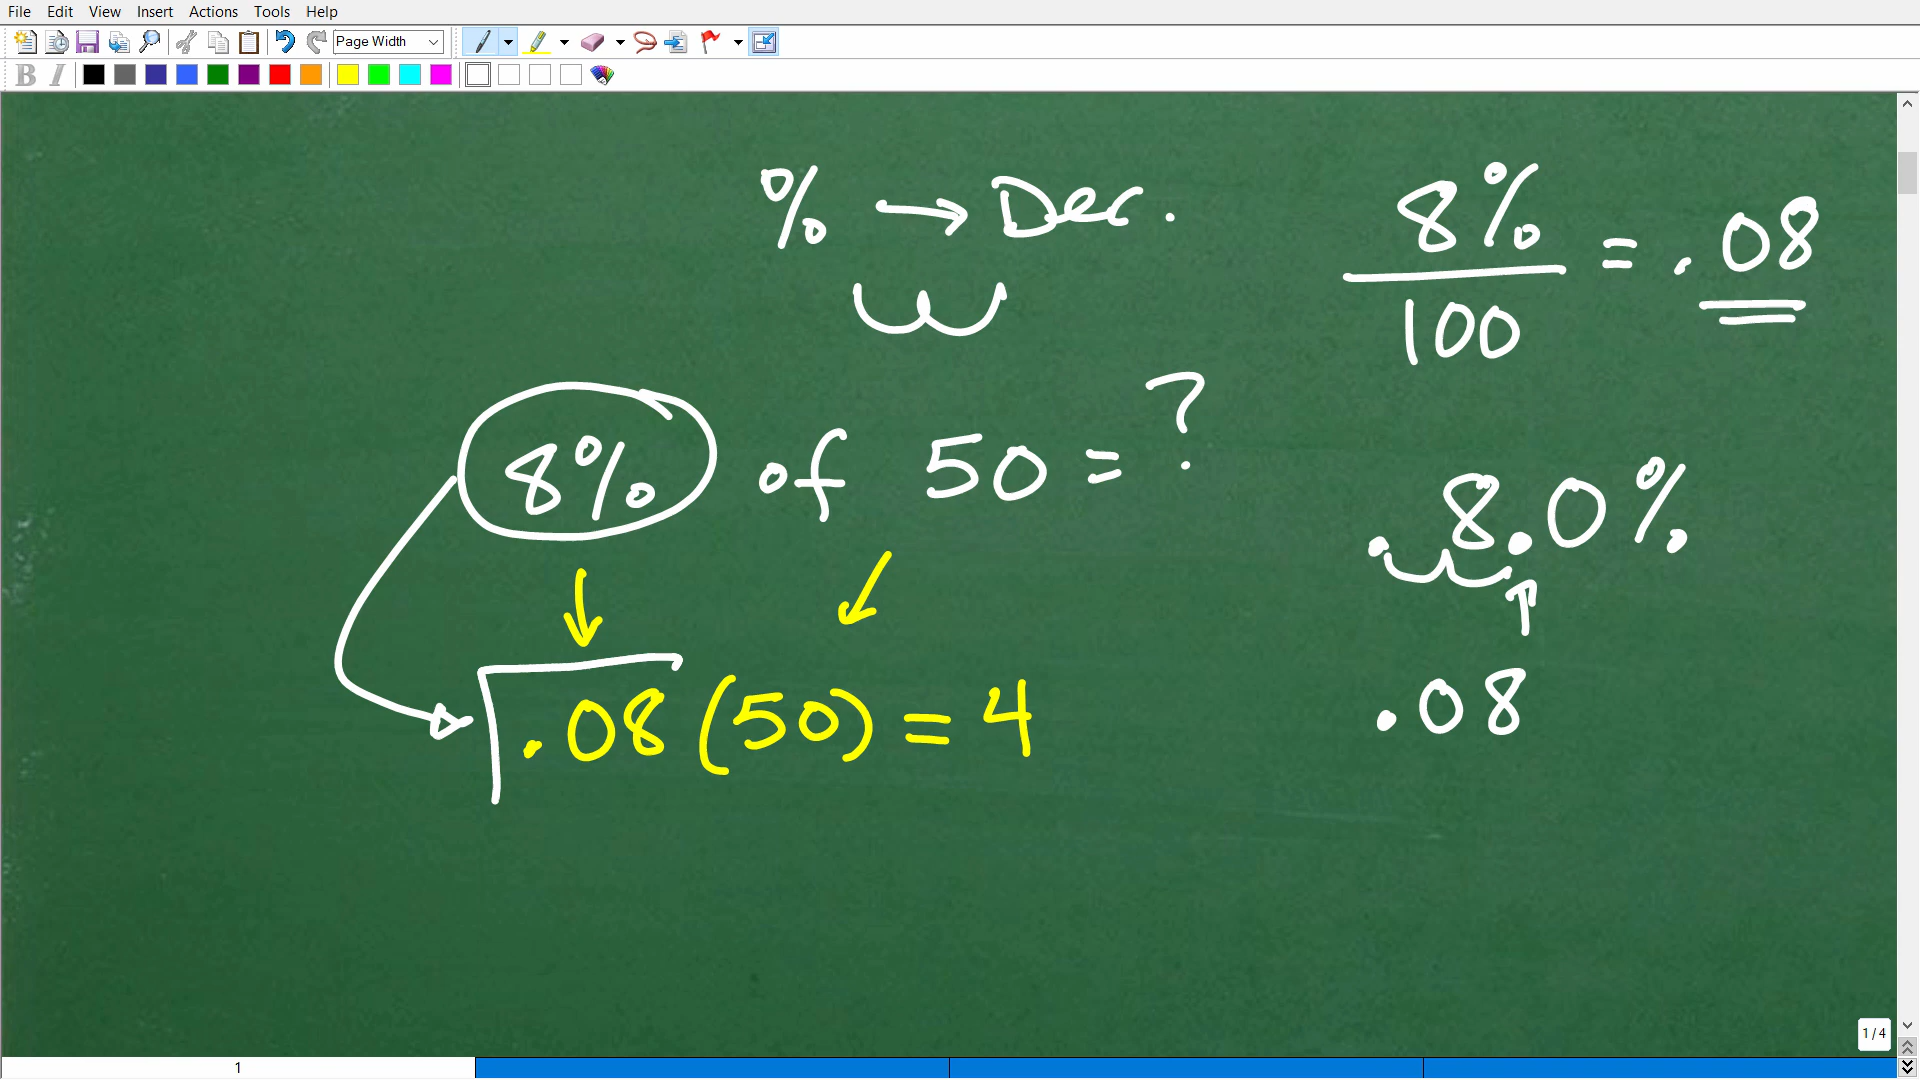 File Edit View Insert Actions Tools Help
Page Width
B I
% → Dec.
8%
100
= .08
8% of 50 = ?
8.0%
.08 (50) = 4
.08
1 / 4
1